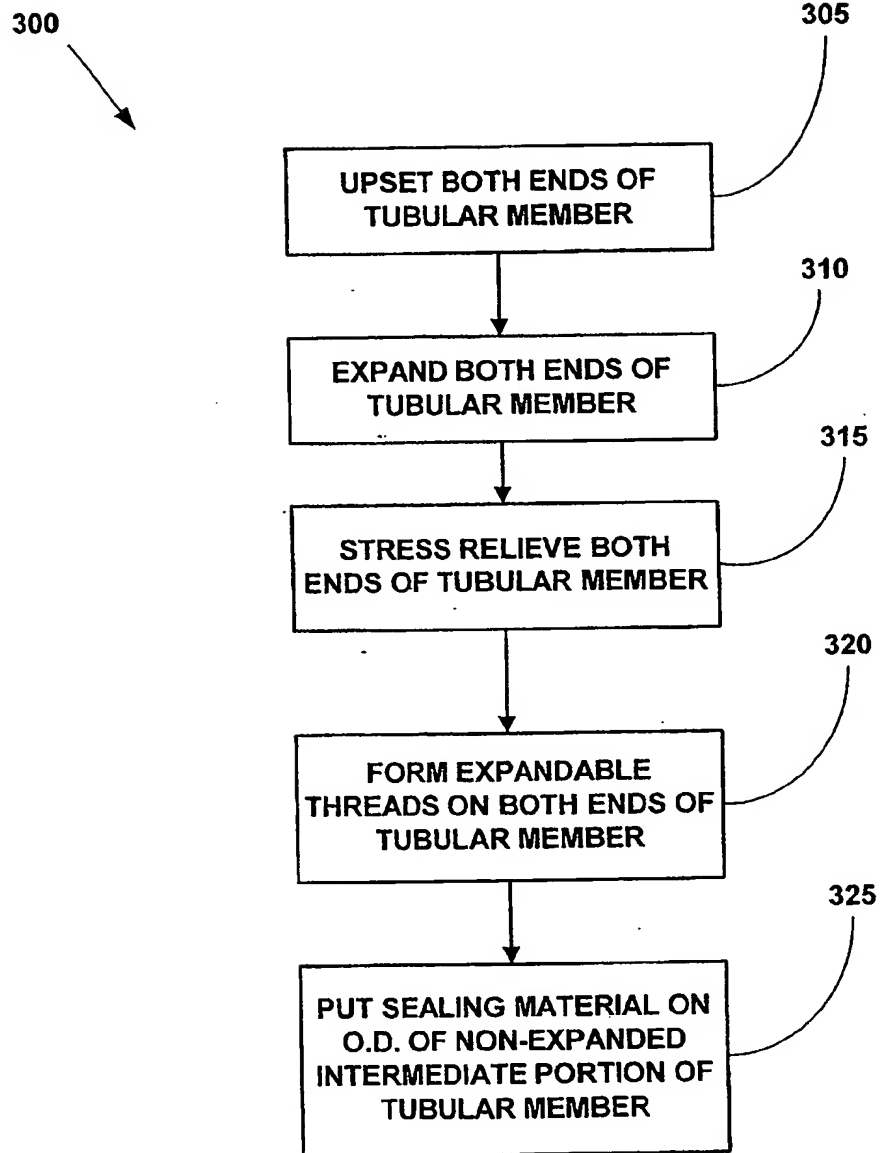 300
305
UPSET BOTH ENDS OF
TUBULAR MEMBER
310
EXPAND BOTH ENDS OF
TUBULAR MEMBER
315
STRESS RELIEVE BOTH
ENDS OF TUBULAR MEMBER
320
FORM EXPANDABLE
THREADS ON BOTH ENDS OF
TUBULAR MEMBER
325
PUT SEALING MATERIAL ON
O.D. OF NON-EXPANDED
INTERMEDIATE PORTION OF
TUBULAR MEMBER